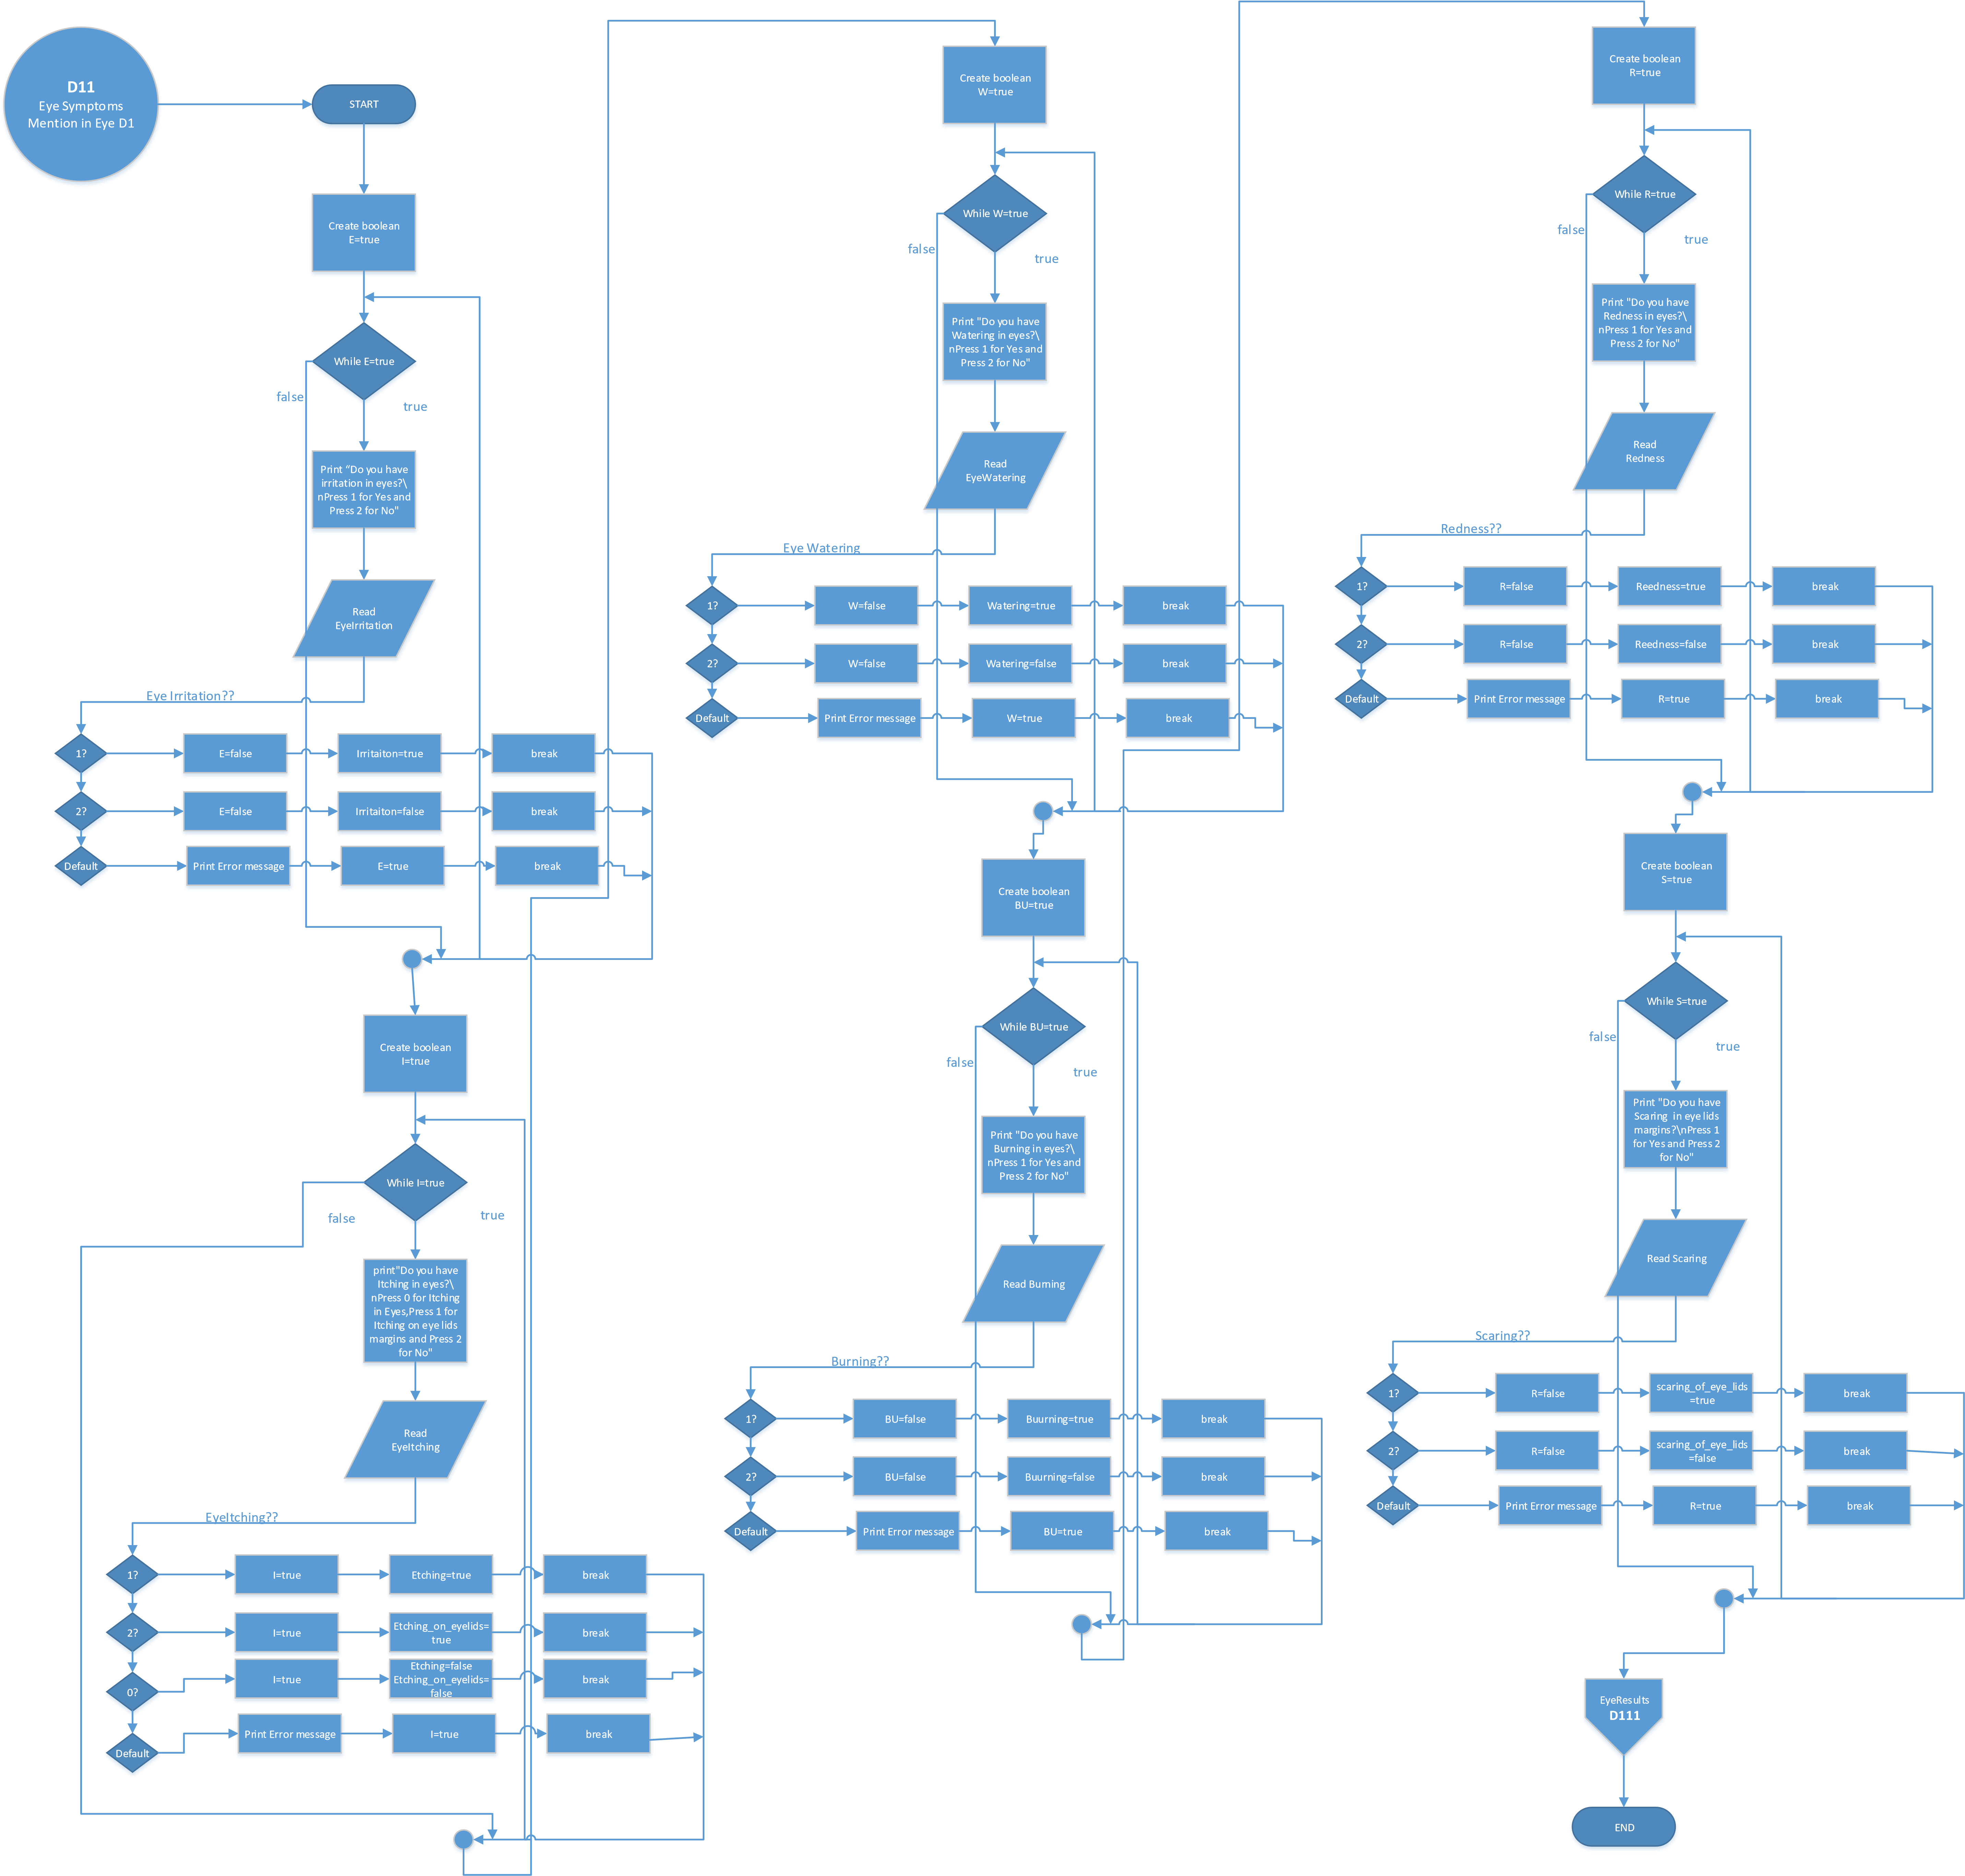 D11
Eye Symptoms
Mention in Eye D1
START
Create boolean
E=true
While E=true
false
true
Print “Do you have
irritation in eyes?\
nPress 1 for Yes and
Press 2 for No"
Read
EyeIrritation
Eye Irritation??
1?
E=false
Irritaiton=true
break
2?
E=false
Irritaiton=false
break
Default
Print Error message
E=true
break
Create boolean
I=true
While I=true
false
true
print"Do you have
Itching in eyes?\
nPress 0 for Itching
in Eyes,Press 1 for
Itching on eye lids
margins and Press 2
for No"
Read
EyeItching
EyeItching??
1?
I=true
Etching=true
break
2?
I=true
Etching_on_eyelids=
true
break
0?
I=true
Etching=false
Etching_on_eyelids=
false
break
Default
Print Error message
I=true
break
Create boolean
W=true
While W=true
false
true
Print "Do you have
Watering in eyes?\
nPress 1 for Yes and
Press 2 for No"
Read
EyeWatering
Eye Watering
1?
W=false
Watering=true
break
2?
W=false
Watering=false
break
Default
Print Error message
W=true
break
Create boolean
BU=true
While BU=true
false
true
Print "Do you have
Burning in eyes?\
nPress 1 for Yes and
Press 2 for No"
Read Burning
Burning??
1?
BU=false
Buurning=true
break
2?
BU=false
Buurning=false
break
Default
Print Error message
BU=true
break
Create boolean
R=true
While R=true
false
true
Print "Do you have
Redness in eyes?\
nPress 1 for Yes and
Press 2 for No"
Read
Redness
Redness??
1?
R=false
Reedness=true
break
2?
R=false
Reedness=false
break
Default
Print Error message
R=true
break
Create boolean
S=true
While S=true
false
true
Print "Do you have
Scaring  in eye lids
margins?\nPress 1
for Yes and Press 2
for No"
Read Scaring
Scaring??
1?
R=false
scaring_of_eye_lids
=true
break
2?
R=false
scaring_of_eye_lids
=false
break
Default
Print Error message
R=true
break
EyeResults
D111
END